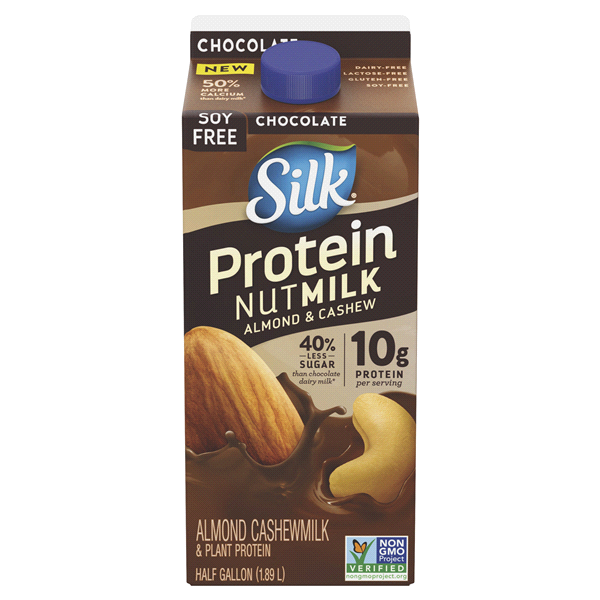 CHOCOLATE
NEW
50%
MORE
CALCIUM
than dairy milk*
DAIRY-FREE
LACTOSE-FREE
GLUTEN-FREE
SOY-FREE
SOY
FREE
CHOCOLATE
Silk®
Protein
NUTMILK
ALMOND & CASHEW
40%
LESS
SUGAR
than chocolate
dairy milk*
10g
PROTEIN
per serving
ALMOND CASHEWMILK
& PLANT PROTEIN
HALF GALLON (1.89 L)
NON
GMO
Project
VERIFIED
nongmoproject.org